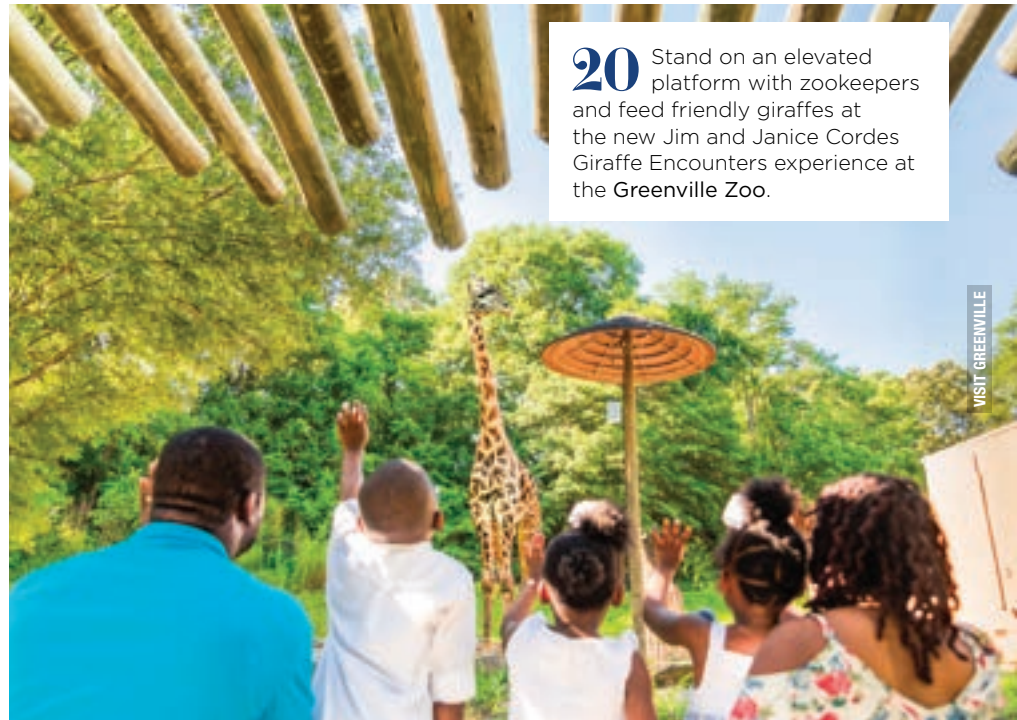 20 Stand on an elevated
platform with zookeepers
and feed friendly giraffes at
the new Jim and Janice Cordes
Giraffe Encounters experience at
the Greenville Zoo.
VISIT GREENVILLE